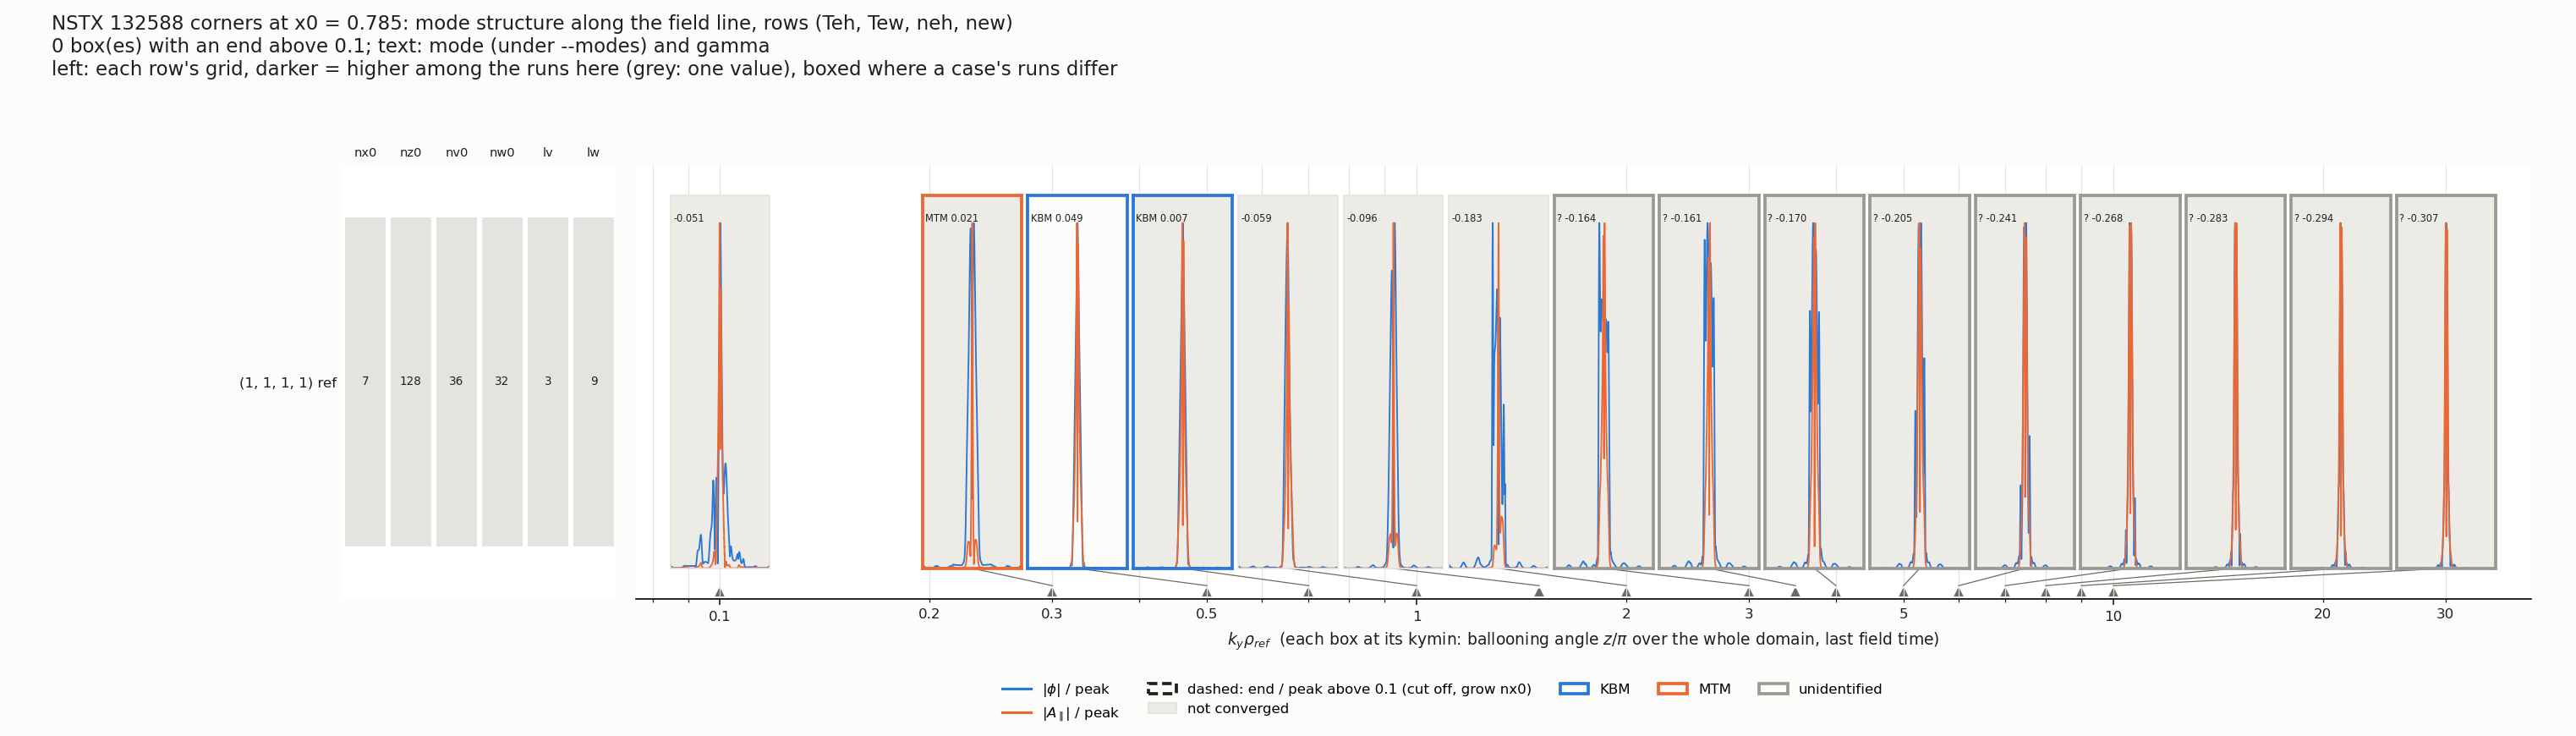 NSTX 132588 corners at x0 = 0.785: mode structure along the field line, rows (Teh, Tew, neh, new)
0 box(es) with an end above 0.1; text: mode (under --modes) and gamma
left: each row's grid, darker = higher among the runs here (grey: one value), boxed where a case's runs differ
nx0 nz0 nv0 nw0 lv lw
-0.051 MTM 0.021 KBM 0.049 KBM 0.007 -0.059 -0.096 -0.183 ? -0.164 ? -0.161 ? -0.170 ? -0.205 ? -0.241 ? -0.268 ? -0.283 ? -0.294 ? -0.307
(1, 1, 1, 1) ref 7 128 36 32 3 9
0.1 0.2 0.3 0.5 1 2 3 5 10 20 30
k_yρ_ref (each box at its kymin: ballooning angle z/π over the whole domain, last field time)
|ϕ| / peak dashed: end / peak above 0.1 (cut off, grow nx0) KBM MTM unidentified
|A_∥| / peak not converged